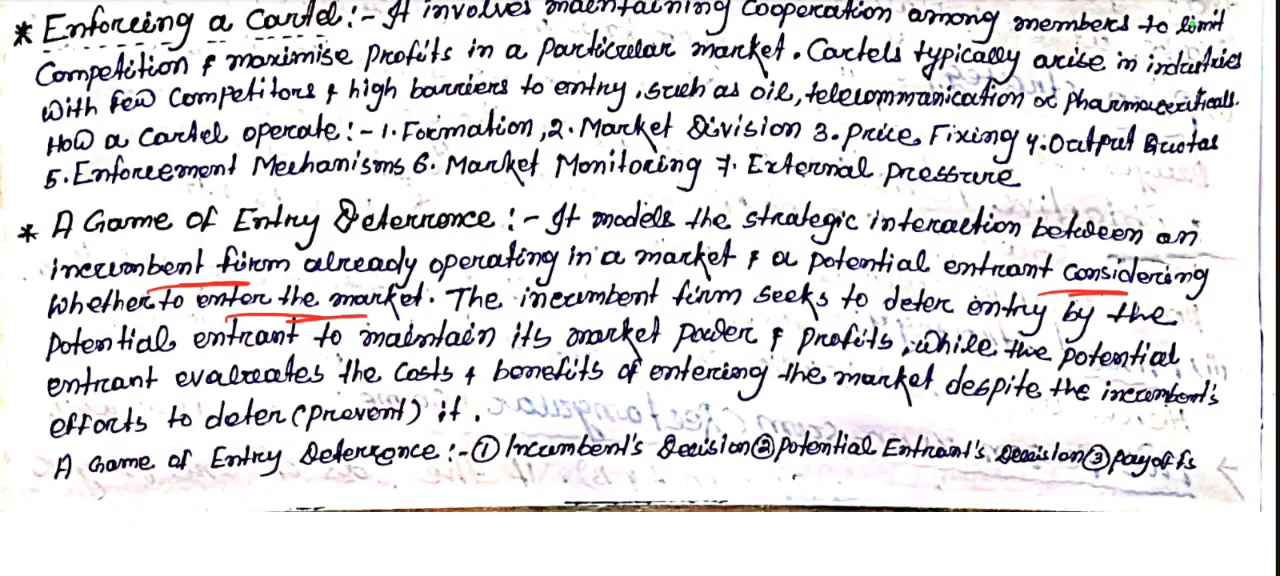 * Enforcing a Cartel :- It involves maintaining cooperation among members to limit
Competition & maximise profits in a particular market. Cartels typically arise in industries
with few competitors & high barriers to entry, such as oil, telecommunication or pharmaceuticals.
How a cartel operate :- 1. Formation, 2. Market Division 3. Price Fixing 4. Output Quotas
5. Enforcement Mechanisms 6. Market Monitoring 7. External pressure
* A Game of Entry Deterrence :- It models the strategic interaction between an
incumbent firm already operating in a market & a potential entrant considering
whether to enter the market. The incumbent firm seeks to deter entry by the
potential entrant to maintain its market power & profits, while the potential
entrant evaluates the costs & benefits of entering the market despite the incumbent's
efforts to deter (prevent) it.
A Game of Entry Deterrence :- ① Incumbent's Decision ② potential Entrant's Decision ③ payoffs